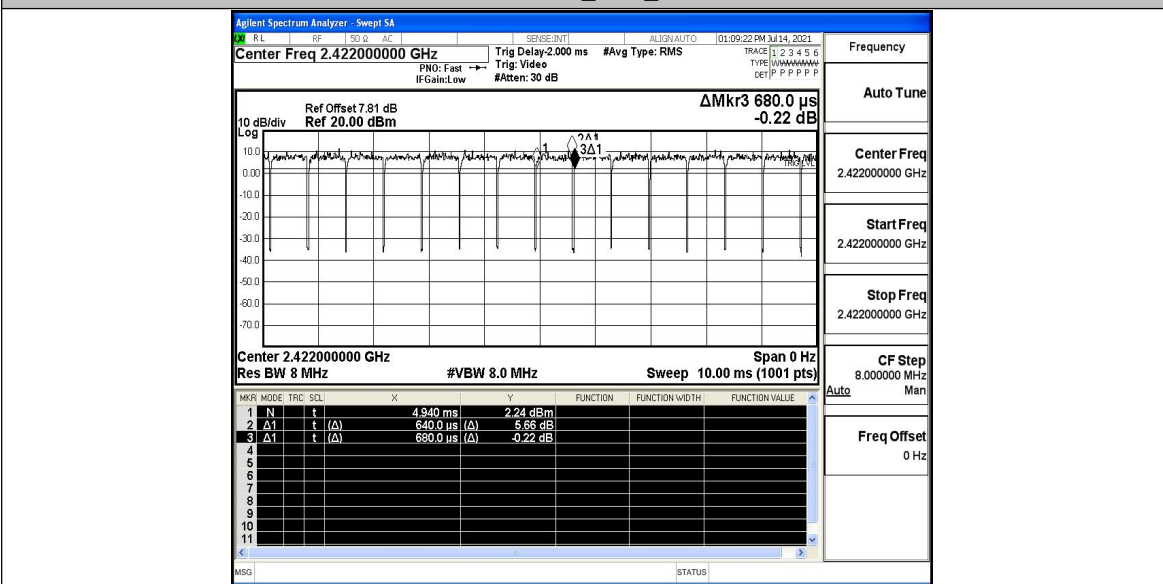 Agilent Spectrum Analyzer - Swept SA
LXI RL RF 50 Ω AC SENSE:INT ALIGNAUTO 01:09:22 PM Jul 14, 2021
Center Freq 2.422000000 GHz
PNO: Fast
IFGain:Low
Trig Delay-2.000 ms
Trig: Video
#Atten: 30 dB
#Avg Type: RMS
TRACE 1 2 3 4 5 6
TYPE
DET P P P P P P
ΔMkr3 680.0 µs
-0.22 dB
Ref Offset 7.81 dB
10 dB/div Ref 20.00 dBm
Log
10.0
0.00
-10.0
-20.0
-30.0
-40.0
-50.0
-60.0
-70.0
1
2Δ1
3Δ1
TRIG LVL
Center 2.422000000 GHz Span 0 Hz
Res BW 8 MHz #VBW 8.0 MHz Sweep 10.00 ms (1001 pts)
MKR MODE TRC SCL X Y FUNCTION FUNCTION WIDTH FUNCTION VALUE
1 N t 4.940 ms 2.24 dBm
2 Δ1 t (Δ) 640.0 µs (Δ) 5.66 dB
3 Δ1 t (Δ) 680.0 µs (Δ) -0.22 dB
4
5
6
7
8
9
10
11
MSG STATUS
Frequency
Auto Tune
Center Freq
2.422000000 GHz
Start Freq
2.422000000 GHz
Stop Freq
2.422000000 GHz
CF Step
8.000000 MHz
Auto Man
Freq Offset
0 Hz